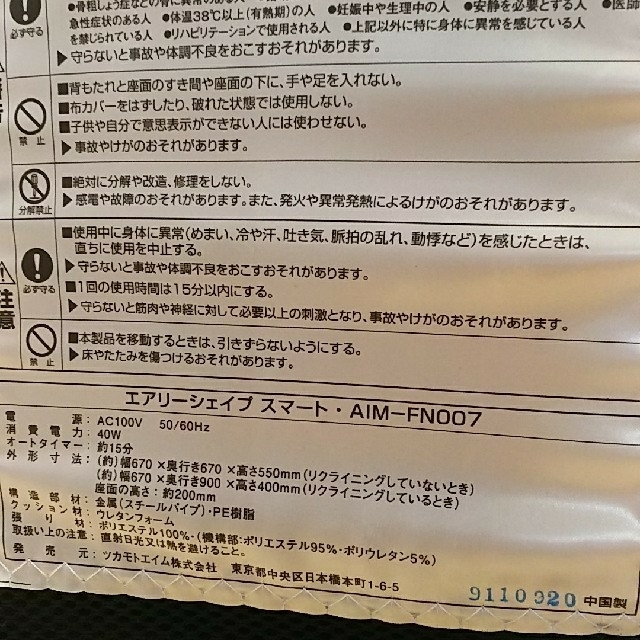 ●骨粗しょう症などの骨に異常のある人
急性症状のある人 ●体温38℃以上(有熱期)の人 ●妊娠中や生理中の人 ●安静を必要とする人 ●医師
を禁じられている人 ●リハビリテーションで使用される人 ●上記以外に特に身体に異常を感じている人
▶守らないと事故や体調不良をおこすおそれがあります。
必ず守る
■背もたれと座面のすき間や座面の下に、手や足を入れない。
■布カバーをはずしたり、破れた状態では使用しない。
■子供や自分で意思表示ができない人には使わせない。
▶事故やけがのおそれがあります。
禁止
■絶対に分解や改造、修理をしない。
▶感電や故障のおそれがあります。また、発火や異常発熱によるけがのおそれがあります。
分解禁止
注意
■使用中に身体に異常(めまい、冷や汗、吐き気、脈拍の乱れ、動悸など)を感じたときは、
直ちに使用を中止する。
▶守らないと事故や体調不良をおこすおそれがあります。
■1回の使用時間は15分以内にする。
▶守らないと筋肉や神経に対して必要以上の刺激となり、事故やけがのおそれがあります。
必ず守る
■本製品を移動するときは、引きずらないようにする。
▶床やたたみを傷つけるおそれがあります。
禁止
エアリーシェイプ スマート・AIM-FN007
電源:AC100V 50/60Hz
消費電力:40W
オートタイマー:約15分
外形寸法:(約)幅670×奥行き670×高さ550mm(リクライニングしていないとき)
(約)幅670×奥行き900×高さ400mm(リクライニングしているとき)
座面の高さ:約200mm
構造部材:金属(スチールパイプ)・PE樹脂
クッション材:ウレタンフォーム
張り材:ポリエステル100%・(機構部:ポリエステル95%・ポリウレタン5%)
取扱い上の注意:直射日光又は熱を避けること。
発売元:ツカモトエイム株式会社 東京都中央区日本橋本町1-6-5
9110920 中国製